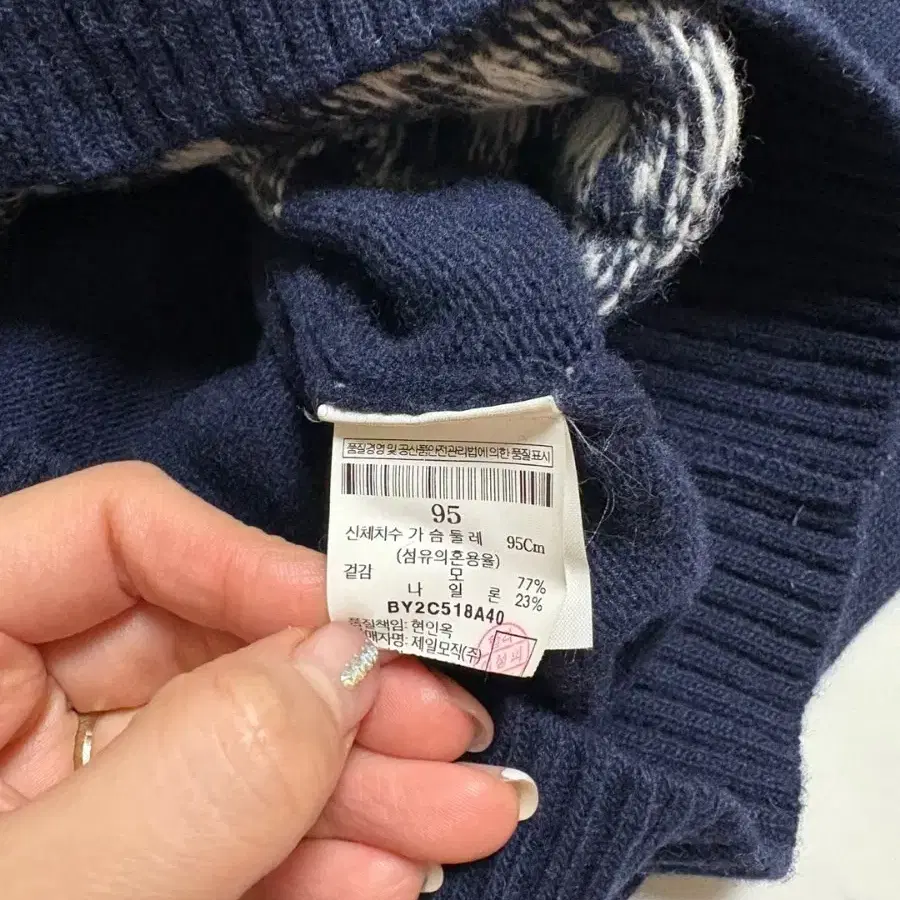 품질경영 및 공산품안전관리법에 의한 품질표시
95
신체치수 가슴둘레 95Cm
(섬유의혼용율)
겉감 모 77%
나일론 23%
BY2C518A40
품질책임: 현인옥
매자명: 제일모직(주)